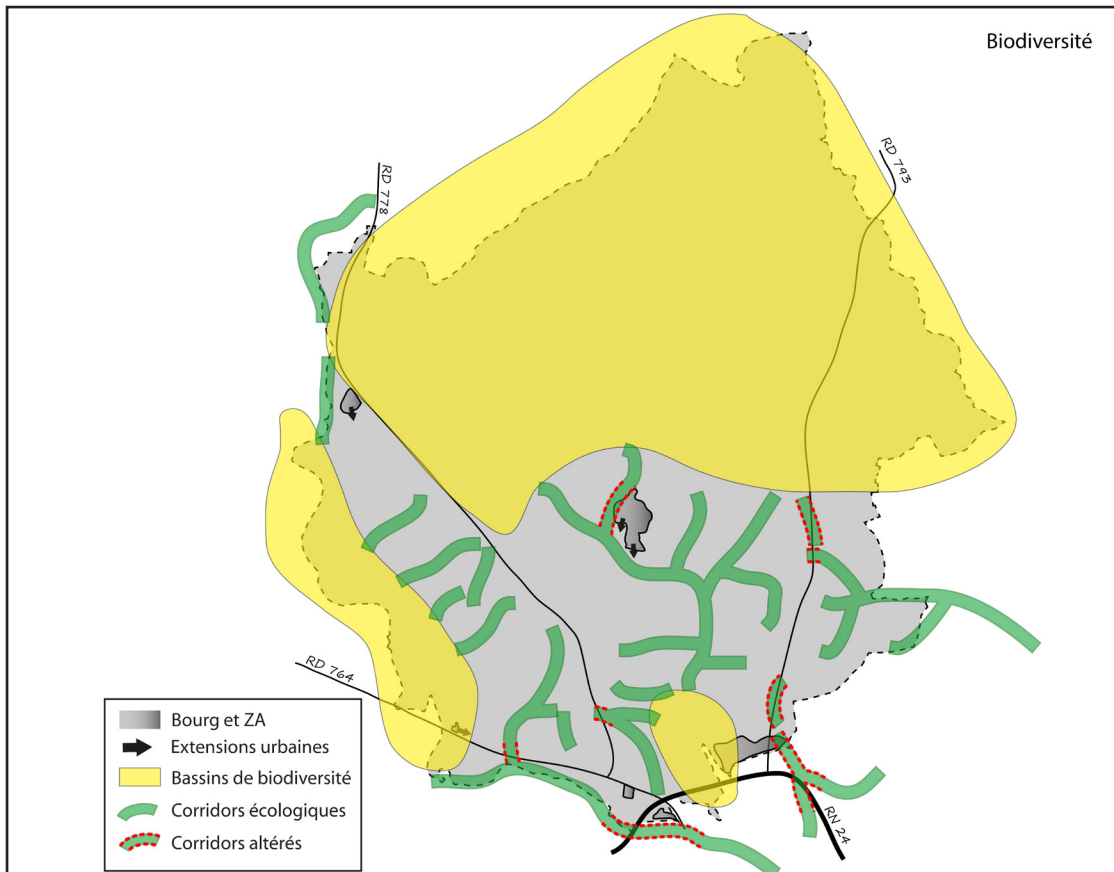 Biodiversité
RD 793
RD 778
RD 764
RN 24
Bourg et ZA
Extensions urbaines
Bassins de biodiversité
Corridors écologiques
Corridors altérés